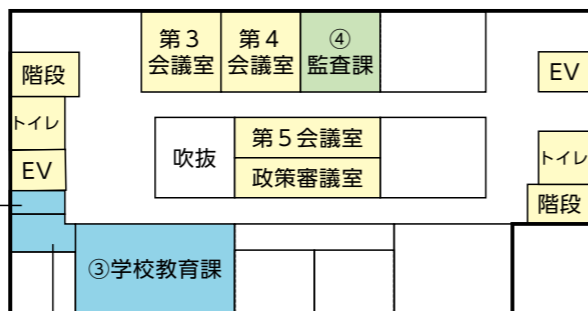 第３
会議室
第４
会議室
④
監査課
階段
EV
トイレ
第５会議室
吹抜
トイレ
EV
政策審議室
階段
③学校教育課